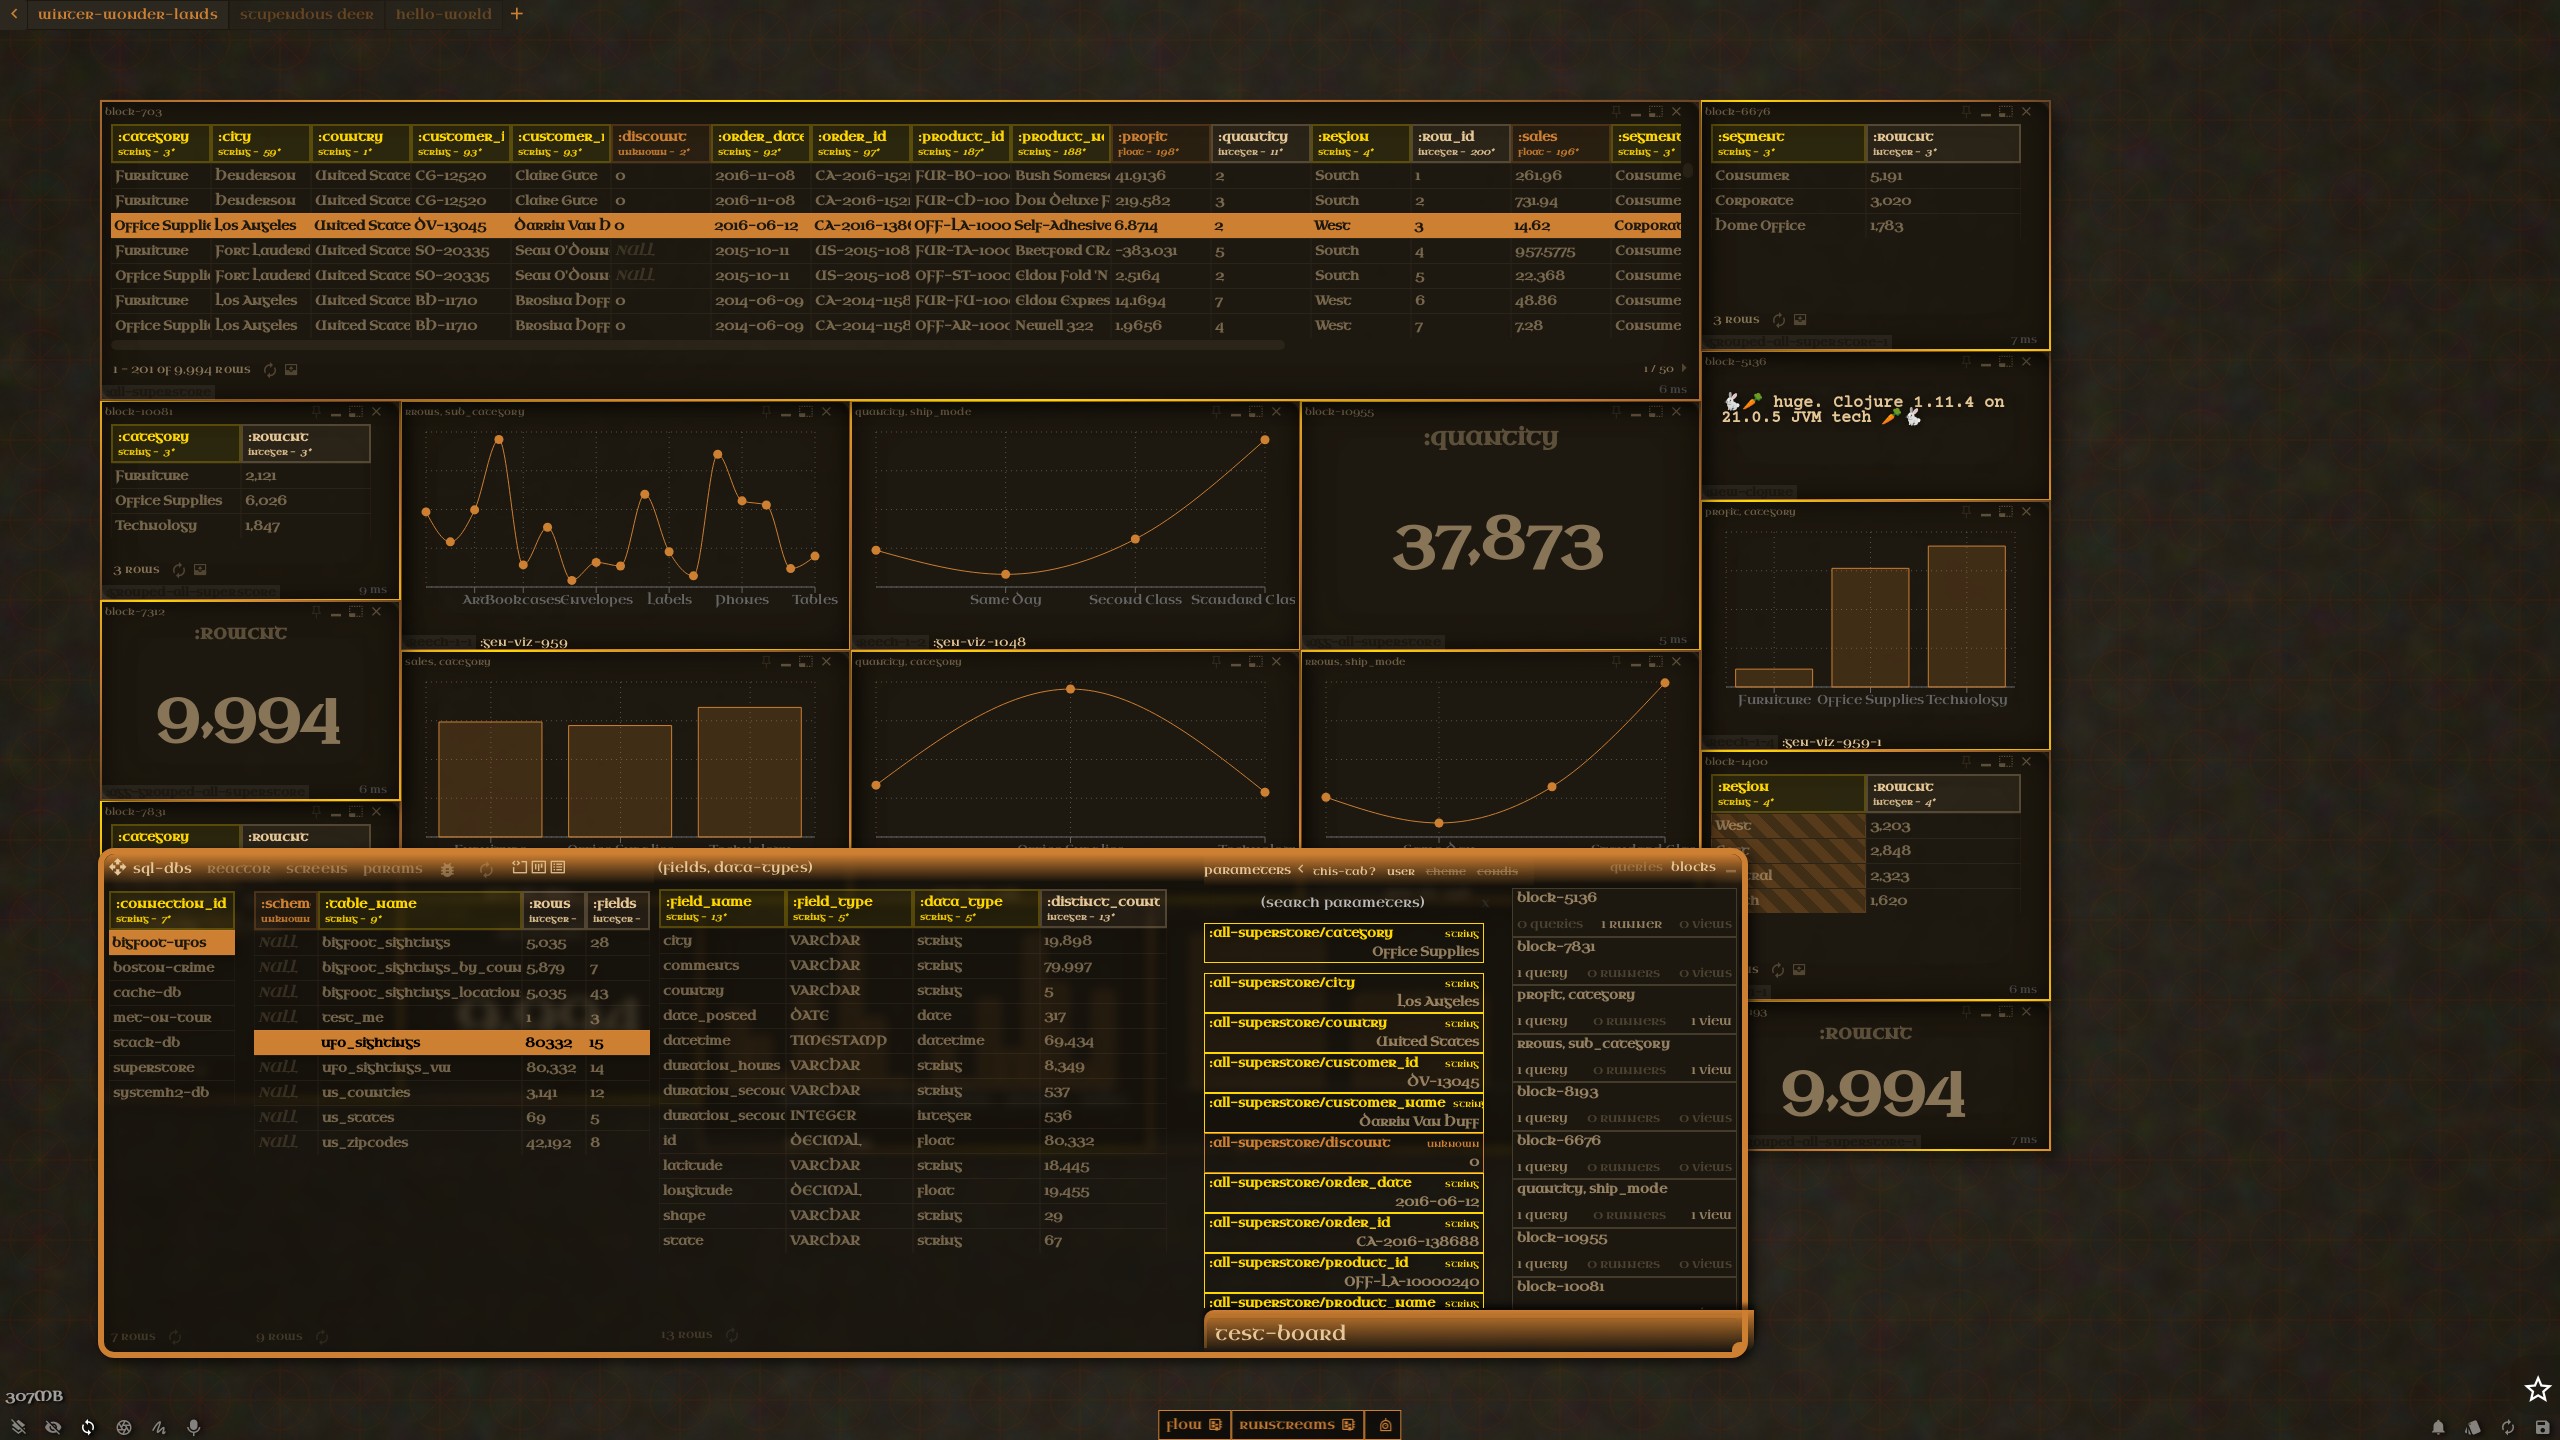 winter-wonder-lands stupendous deer hello-world +
block-703
:category :city :country :customer_i :customer_i :discount :order_date :order_id :product_id :product_n :profit :quantity :region :row_id :sales :segment
string - 3* string - 59* string - 1* string - 93* string - 93* unknown - 2* string - 92* string - 97* string - 187* string - 188* float - 198* integer - 11* string - 4* integer - 200* float - 196* string - 3*
Furniture Henderson United State CG-12520 Claire Gute 0 2016-11-08 CA-2016-152 FUR-BO-100 Bush Somers 41.9136 2 South 1 261.96 Consume
Furniture Henderson United State CG-12520 Claire Gute 0 2016-11-08 CA-2016-152 FUR-CH-100 Hon Deluxe F 219.582 3 South 2 731.94 Consume
Office Supplie Los Angeles United State DV-13045 Darrin Van H 0 2016-06-12 CA-2016-138 OFF-LA-1000 Self-Adhesive 6.8714 2 West 3 14.62 Corporat
Furniture Fort Lauderd United State SO-20335 Sean O'Donn NULL 2015-10-11 US-2015-108 FUR-TA-100 Bretford CR -383.031 5 South 4 957.5775 Consume
Office Supplie Fort Lauderd United State SO-20335 Sean O'Donn NULL 2015-10-11 US-2015-108 OFF-ST-1000 Eldon Fold 'N 2.5164 2 South 5 22.368 Consume
Furniture Los Angeles United State BH-11710 Brosina Hoff 0 2014-06-09 CA-2014-1158 FUR-FU-100 Eldon Expres 14.1694 7 West 6 48.86 Consume
Office Supplie Los Angeles United State BH-11710 Brosina Hoff 0 2014-06-09 CA-2014-1158 OFF-AR-1000 Newell 322 1.9656 4 West 7 7.28 Consume
1 - 201 of 9,994 rows 1 / 50
all-superstore 6 ms
block-6676
:segment :rowcnt
string - 3* integer - 3*
Consumer 5,191
Corporate 3,020
Home Office 1,783
3 rows
grouped-all-superstore-1 7 ms
block-5136
huge. Clojure 1.11.4 on
21.0.5 JVM tech
block-10081
:category :rowcnt
string - 3* integer - 3*
Furniture 2,121
Office Supplies 6,026
Technology 1,847
3 rows
grouped-all-superstore 9 ms
rrows, sub_category
Art Bookcases Envelopes Labels Phones Tables
:gen-viz-959
quantity, ship_mode
Same Day Second Class Standard Clas
:gen-viz-1048
block-10955
:quantity
37,873
5 ms
profit, category
Furniture Office Supplies Technology
:gen-viz-959-1
block-7312
:rowcnt
9,994
6 ms
sales, category
quantity, category
rrows, ship_mode
block-1400
:region :rowcnt
string - 4* integer - 4*
West 3,203
2,848
ral 2,323
h 1,620
6 ms
block-7831
:category :rowcnt
sql-dbs reactor screens params
:connection_id
string - 7*
bigfoot-ufos
boston-crime
cache-db
met-on-tour
stack-db
superstore
systemh2-db
7 rows
:schem :table_name :rows :fields
unknown string - 9* integer - integer -
NULL bigfoot_sightings 5,035 28
NULL bigfoot_sightings_by_coun 5,879 7
NULL bigfoot_sightings_location 5,035 43
NULL test_me 1 3
ufo_sightings 80332 15
NULL ufo_sightings_vw 80,332 14
NULL us_counties 3,141 12
NULL us_states 69 5
NULL us_zipcodes 42,192 8
9 rows
(fields, data-types)
:field_name :field_type :data_type :distinct_count
string - 13* string - 5* string - 5* integer - 13*
city VARCHAR string 19,898
comments VARCHAR string 79,997
country VARCHAR string 5
date_posted DATE date 317
datetime TIMESTAMP datetime 69,434
duration_hours VARCHAR string 8,349
duration_secon VARCHAR string 537
duration_secon INTEGER integer 536
id DECIMAL float 80,332
latitude VARCHAR string 18,445
longitude DECIMAL float 19,455
shape VARCHAR string 29
state VARCHAR string 67
13 rows
parameters < this-tab? user theme condis
(search parameters) x
:all-superstore/category string
Office Supplies
:all-superstore/city string
Los Angeles
:all-superstore/country string
United States
:all-superstore/customer_id string
DV-13045
:all-superstore/customer_name string
Darrin Van Huff
:all-superstore/discount unknown
0
:all-superstore/order_date string
2016-06-12
:all-superstore/order_id string
CA-2016-138688
:all-superstore/product_id string
OFF-LA-10000240
:all-superstore/product_name string
queries blocks
block-5136
0 queries 1 runner 0 views
block-7831
1 query 0 runners 0 views
profit, category
1 query 0 runners 1 view
rrows, sub_category
1 query 0 runners 1 view
block-8193
1 query 0 runners 0 views
block-6676
1 query 0 runners 0 views
quantity, ship_mode
1 query 0 runners 1 view
block-10955
1 query 0 runners 0 views
block-10081
test-board
193
:rowcnt
9,994
7 ms
307MB
flow runstreams